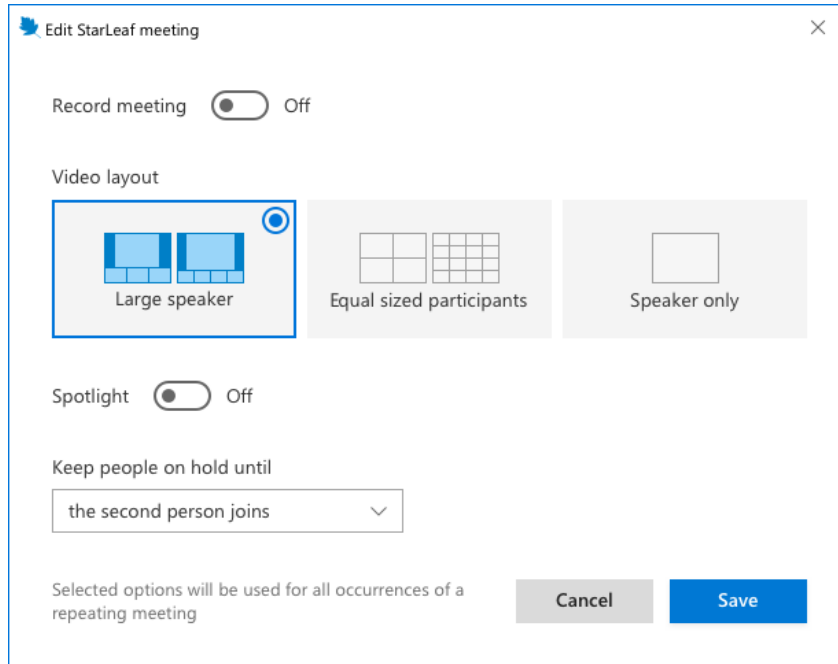 Edit StarLeaf meeting
Record meeting Off
Video layout
Large speaker
Equal sized participants
Speaker only
Spotlight Off
Keep people on hold until
the second person joins
Selected options will be used for all occurrences of a
repeating meeting
Cancel
Save